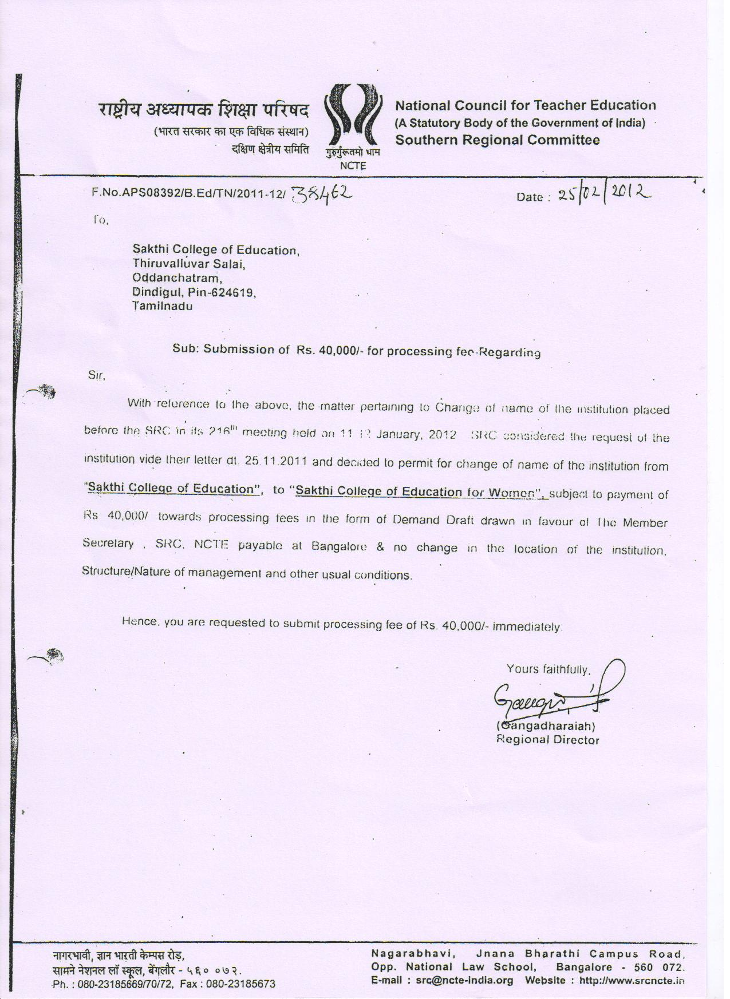 राष्ट्रीय अध्यापक शिक्षा परिषद
(भारत सरकार का एक विधिक संस्थान)
दक्षिण क्षेत्रीय समिति
गुरुर्गुरूतमो धाम
NCTE
National Council for Teacher Education
(A Statutory Body of the Government of India)
Southern Regional Committee
F.No.APS08392/B.Ed/TN/2011-12/ 38462
Date : 25/02/2012
To,
Sakthi College of Education,
Thiruvalluvar Salai,
Oddanchatram,
Dindigul, Pin-624619,
Tamilnadu
Sub: Submission of Rs. 40,000/- for processing fee-Regarding
Sir,
With reference to the above, the matter pertaining to Change of name of the institution placed
before the SRC in its 216th meeting held on 11 12 January, 2012 SRC considered the request of the
institution vide their letter dt. 25.11.2011 and decided to permit for change of name of the institution from
"Sakthi College of Education", to "Sakthi College of Education for Women", subject to payment of
Rs 40,000/ towards processing fees in the form of Demand Draft drawn in favour of The Member
Secretary , SRC, NCTE payable at Bangalore & no change in the location of the institution,
Structure/Nature of management and other usual conditions.
Hence, you are requested to submit processing fee of Rs. 40,000/- immediately.
Yours faithfully,
(Gangadharaiah)
Regional Director
नागरभावी, ज्ञान भारती केम्पस रोड़,
सामने नेशनल लॉ स्कूल, बेंगलौर - ५६० ०७२.
Ph. : 080-23185669/70/72, Fax : 080-23185673
Nagarabhavi, Jnana Bharathi Campus Road,
Opp. National Law School, Bangalore - 560 072.
E-mail : src@ncte-india.org Website : http://www.srcncte.in